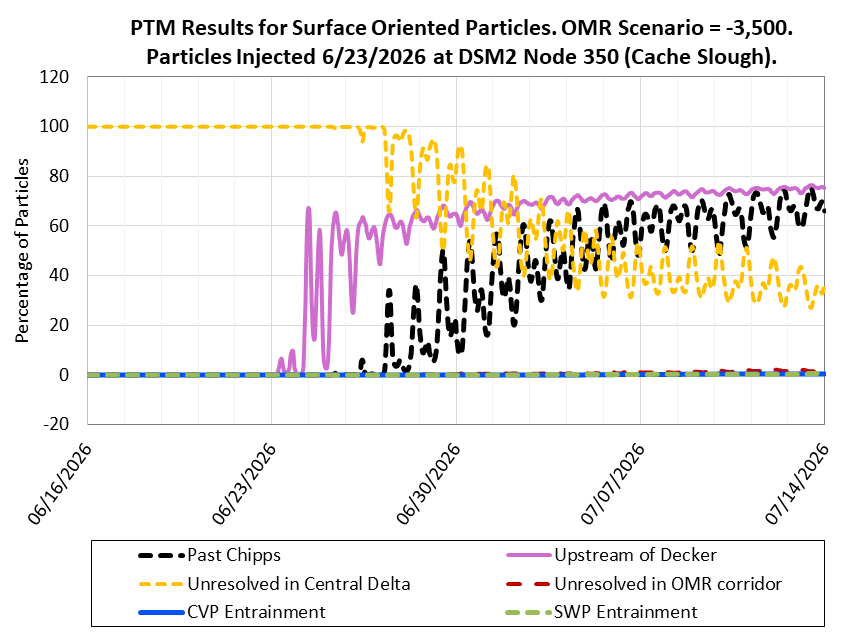 PTM Results for Surface Oriented Particles. OMR Scenario = -3,500.
Particles Injected 6/23/2026 at DSM2 Node 350 (Cache Slough).
120
100
80
60
40
20
0
-20
Percentage of Particles
06/16/2026
06/23/2026
06/30/2026
07/07/2026
07/14/2026
Past Chipps
Upstream of Decker
Unresolved in Central Delta
Unresolved in OMR corridor
CVP Entrainment
SWP Entrainment